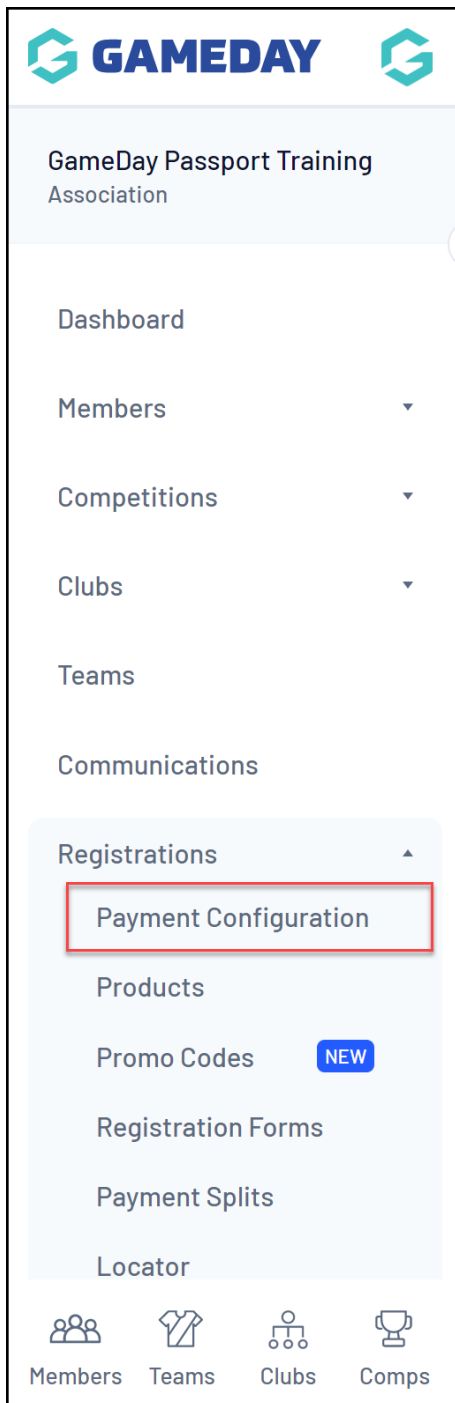 GAMEDAY
GameDay Passport Training
Association
Dashboard
Members
Competitions
Clubs
Teams
Communications
Registrations
Payment Configuration
Products
Promo Codes NEW
Registration Forms
Payment Splits
Locator
Members Teams Clubs Comps